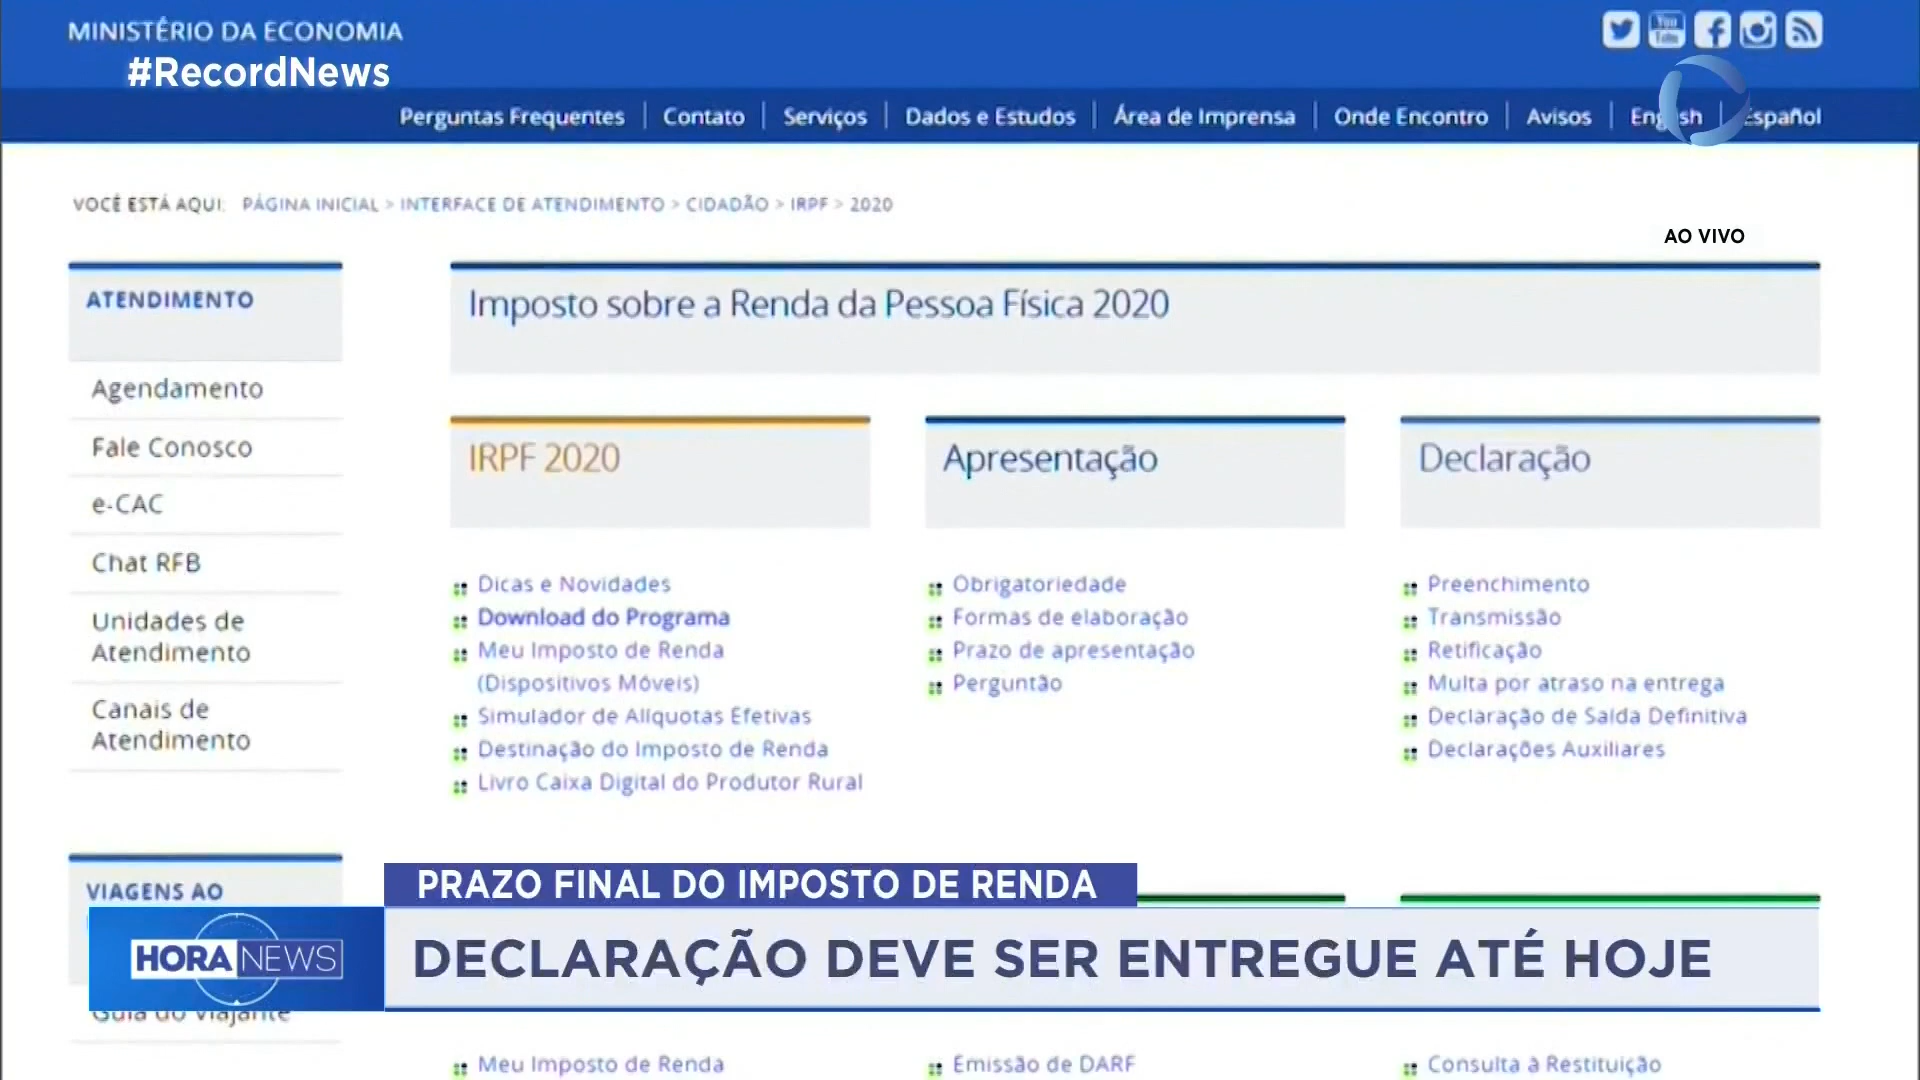 MINISTÉRIO DA ECONOMIA
#RecordNews
Perguntas Frequentes
Contato
Serviços
Dados e Estudos
Área de Imprensa
Onde Encontro
Avisos
English
Español
VOCÊ ESTÁ AQUI: PÁGINA INICIAL > INTERFACE DE ATENDIMENTO > CIDADÃO > IRPF > 2020
AO VIVO
ATENDIMENTO
Agendamento
Fale Conosco
e-CAC
Chat RFB
Unidades de
Atendimento
Canais de
Atendimento
Imposto sobre a Renda da Pessoa Física 2020
IRPF 2020
Dicas e Novidades
Download do Programa
Meu Imposto de Renda
(Dispositivos Móveis)
Simulador de Alíquotas Efetivas
Destinação do Imposto de Renda
Livro Caixa Digital do Produtor Rural
Apresentação
Obrigatoriedade
Formas de elaboração
Prazo de apresentação
Perguntão
Declaração
Preenchimento
Transmissão
Retificação
Multa por atraso na entrega
Declaração de Saída Definitiva
Declarações Auxiliares
VIAGENS AO
PRAZO FINAL DO IMPOSTO DE RENDA
HORA NEWS
DECLARAÇÃO DEVE SER ENTREGUE ATÉ HOJE
Guia do Viajante
Meu Imposto de Renda
Emissão de DARF
Consulta à Restituição